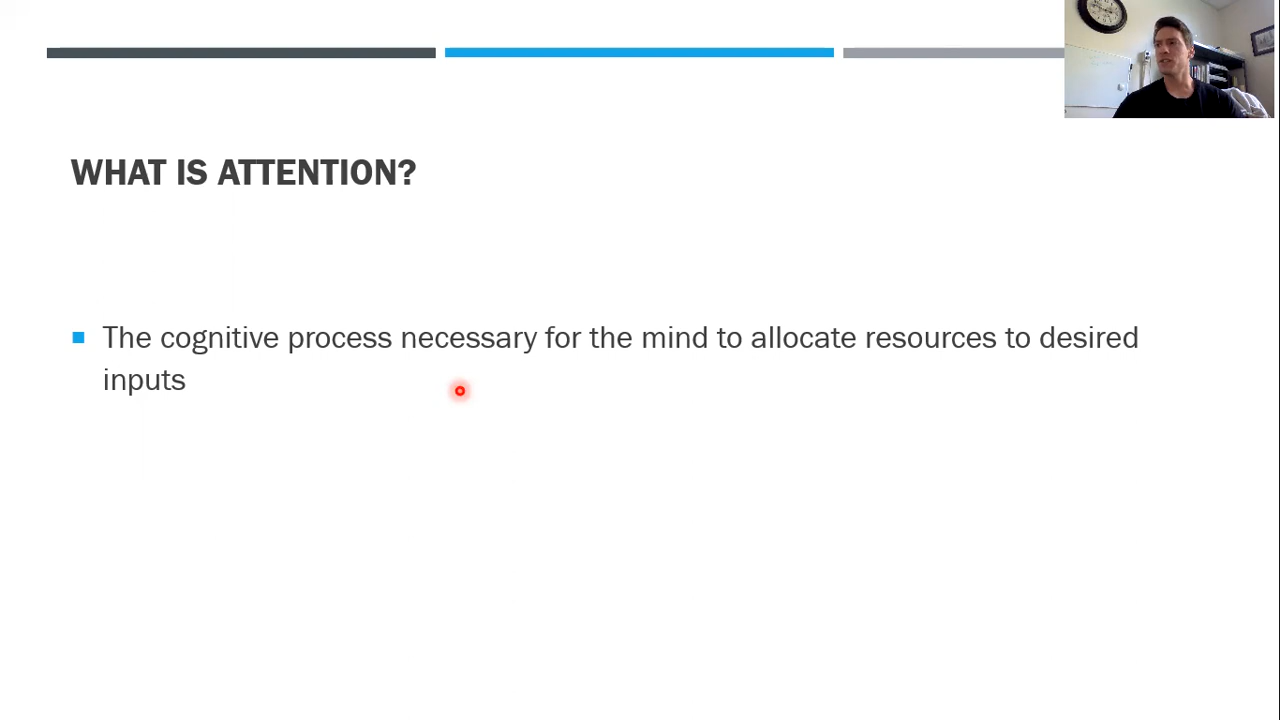 WHAT IS ATTENTION?
The cognitive process necessary for the mind to allocate resources to desired
inputs